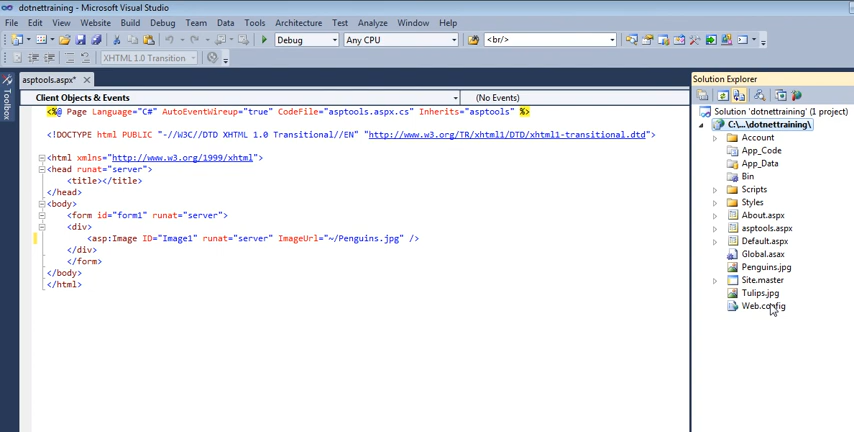 dotnettraining - Microsoft Visual Studio
File Edit View Website Build Debug Team Data Tools Architecture Test Analyze Window Help
Debug Any CPU <br/>
XHTML 1.0 Transition
Toolbox
asptools.aspx*
Client Objects & Events (No Events)
<%@ Page Language="C#" AutoEventWireup="true" CodeFile="asptools.aspx.cs" Inherits="asptools" %>
<!DOCTYPE html PUBLIC "-//W3C//DTD XHTML 1.0 Transitional//EN" "http://www.w3.org/TR/xhtml1/DTD/xhtml1-transitional.dtd">
<html xmlns="http://www.w3.org/1999/xhtml">
<head runat="server">
<title></title>
</head>
<body>
<form id="form1" runat="server">
<div>
<asp:Image ID="Image1" runat="server" ImageUrl="~/Penguins.jpg" />
</div>
</form>
</body>
</html>
Solution Explorer
Solution 'dotnettraining' (1 project)
C:\...\dotnettraining\
Account
App_Code
App_Data
Bin
Scripts
Styles
About.aspx
asptools.aspx
Default.aspx
Global.asax
Penguins.jpg
Site.master
Tulips.jpg
Web.config